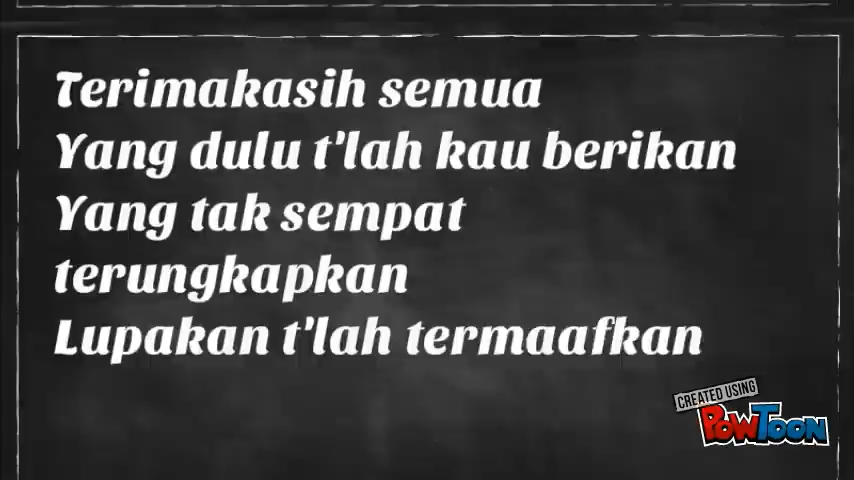 Terimakasih semua
Yang dulu t'lah kau berikan
Yang tak sempat
terungkapkan
Lupakan t'lah termaafkan
CREATED USING
POWTOON